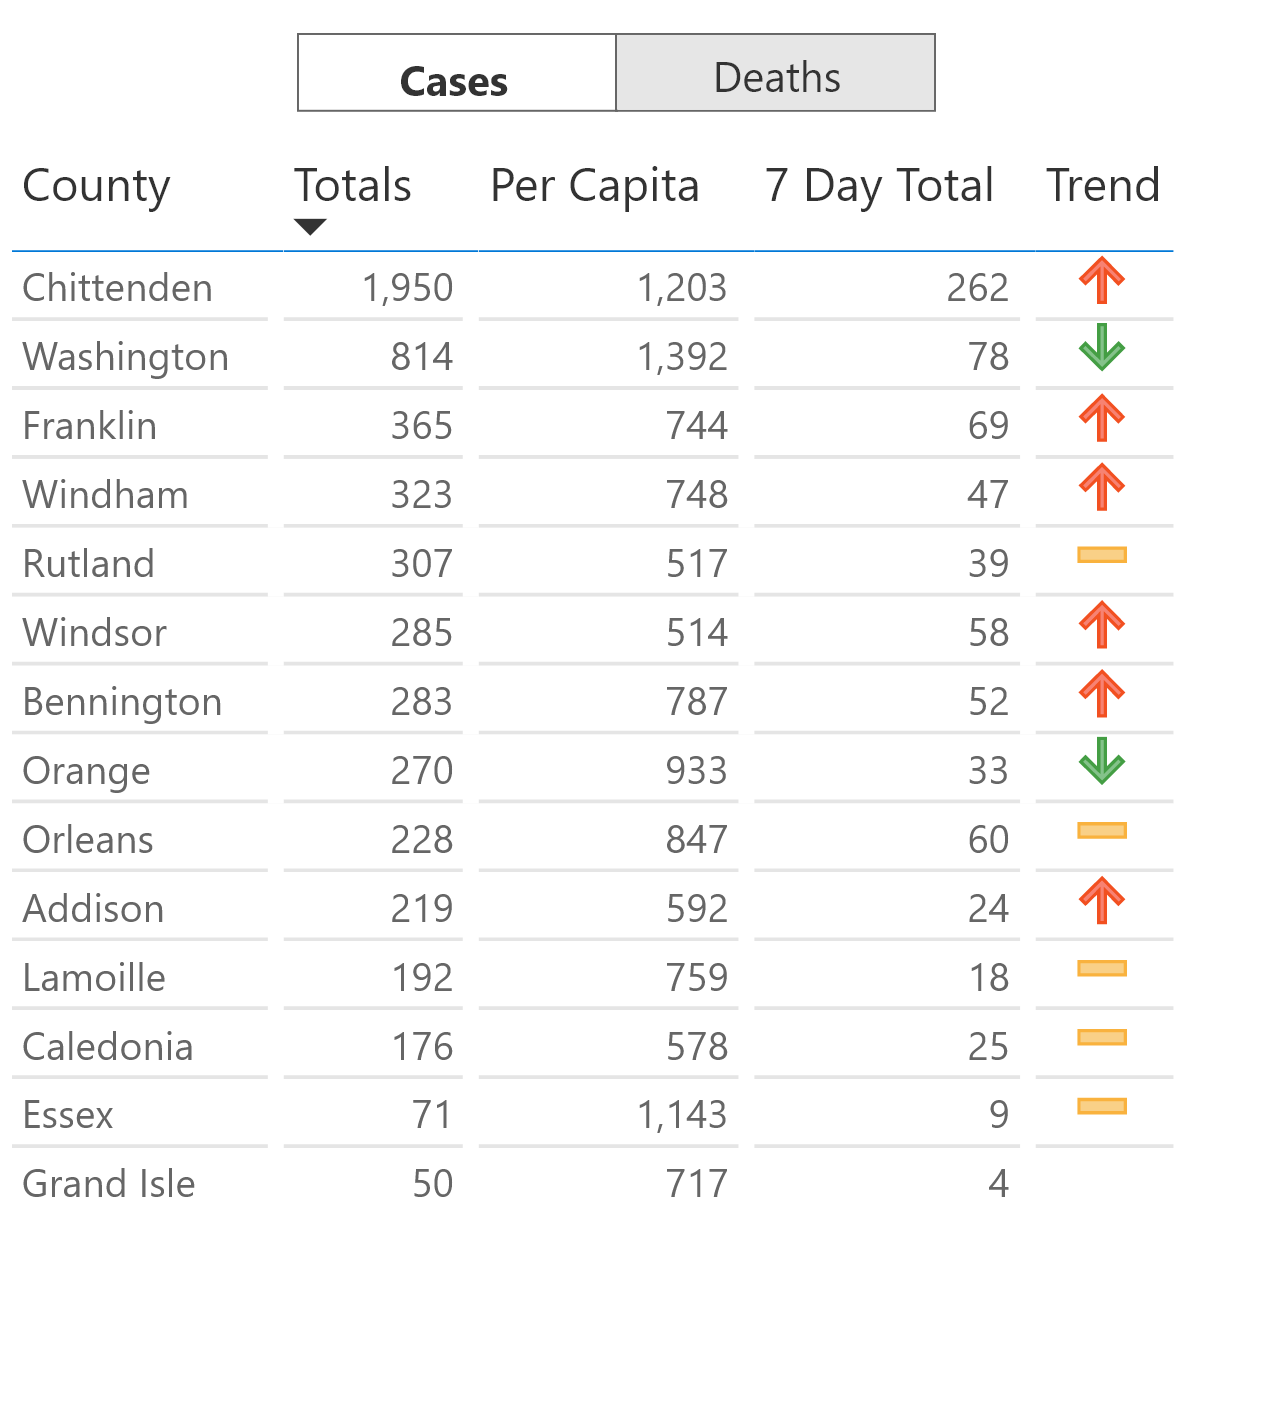 Cases Deaths
County Totals Per Capita 7 Day Total Trend
Chittenden 1,950 1,203 262
Washington 814 1,392 78
Franklin 365 744 69
Windham 323 748 47
Rutland 307 517 39
Windsor 285 514 58
Bennington 283 787 52
Orange 270 933 33
Orleans 228 847 60
Addison 219 592 24
Lamoille 192 759 18
Caledonia 176 578 25
Essex 71 1,143 9
Grand Isle 50 717 4